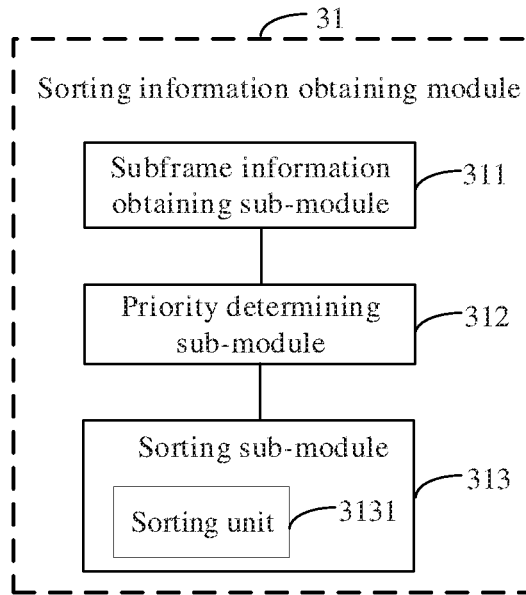 31
Sorting information obtaining module
Subframe information
obtaining sub-module
311
Priority determining
sub-module
312
Sorting sub-module
313
Sorting unit
3131